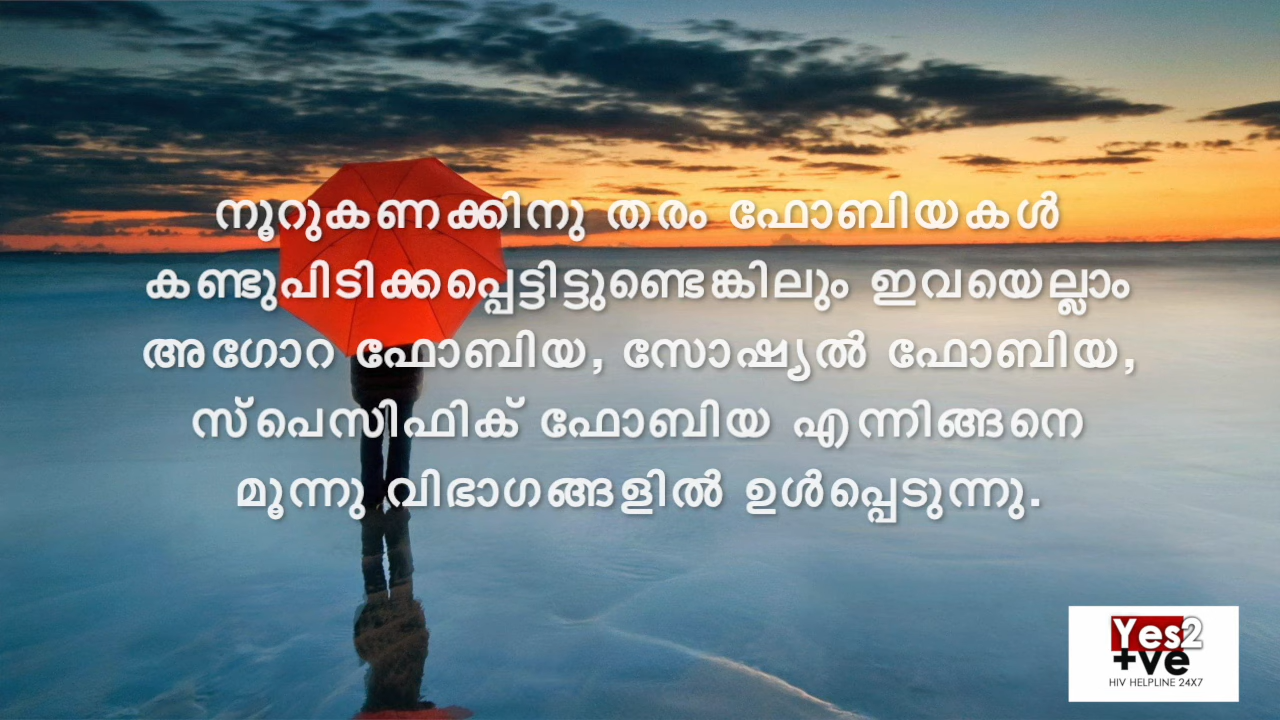 നൂറുകണക്കിനു തരം ഫോബിയകൾ
കണ്ടുപിടിക്കപ്പെട്ടിട്ടുണ്ടെങ്കിലും ഇവയെല്ലാം
അഗോറ ഫോബിയ, സോഷ്യൽ ഫോബിയ,
സ്പെസിഫിക് ഫോബിയ എന്നിങ്ങനെ
മൂന്നു വിഭാഗങ്ങളിൽ ഉൾപ്പെടുന്നു.
Yes2
+ve
HIV HELPLINE 24X7